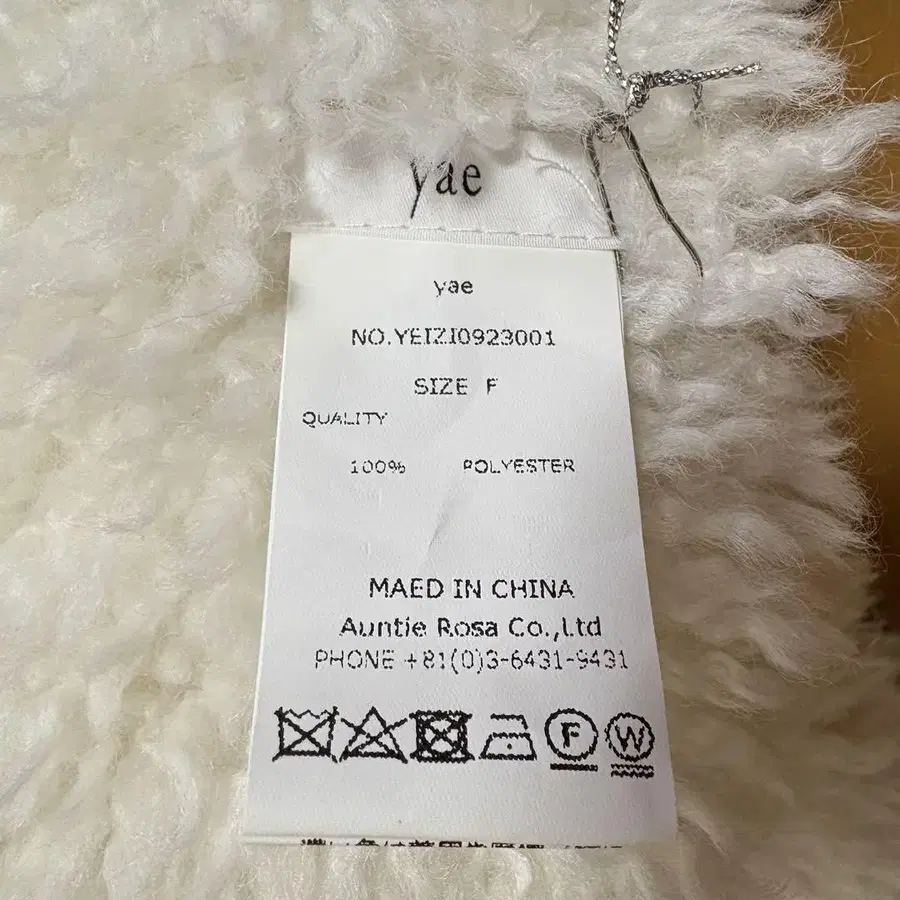 yae
yae
NO.YEIZI0923001
SIZE F
QUALITY
100% POLYESTER
MAED IN CHINA
Auntie Rosa Co.,Ltd
PHONE +81(0)3-6431-9431
F W